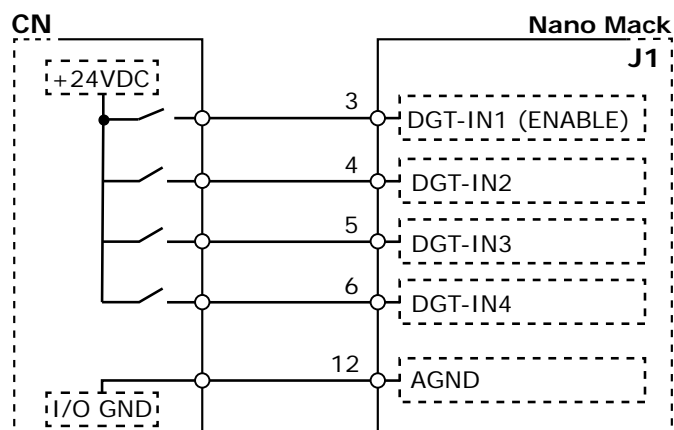 CN
Nano Mack
J1
+24VDC
3
DGT-IN1 (ENABLE)
4
DGT-IN2
5
DGT-IN3
6
DGT-IN4
12
AGND
I/O GND